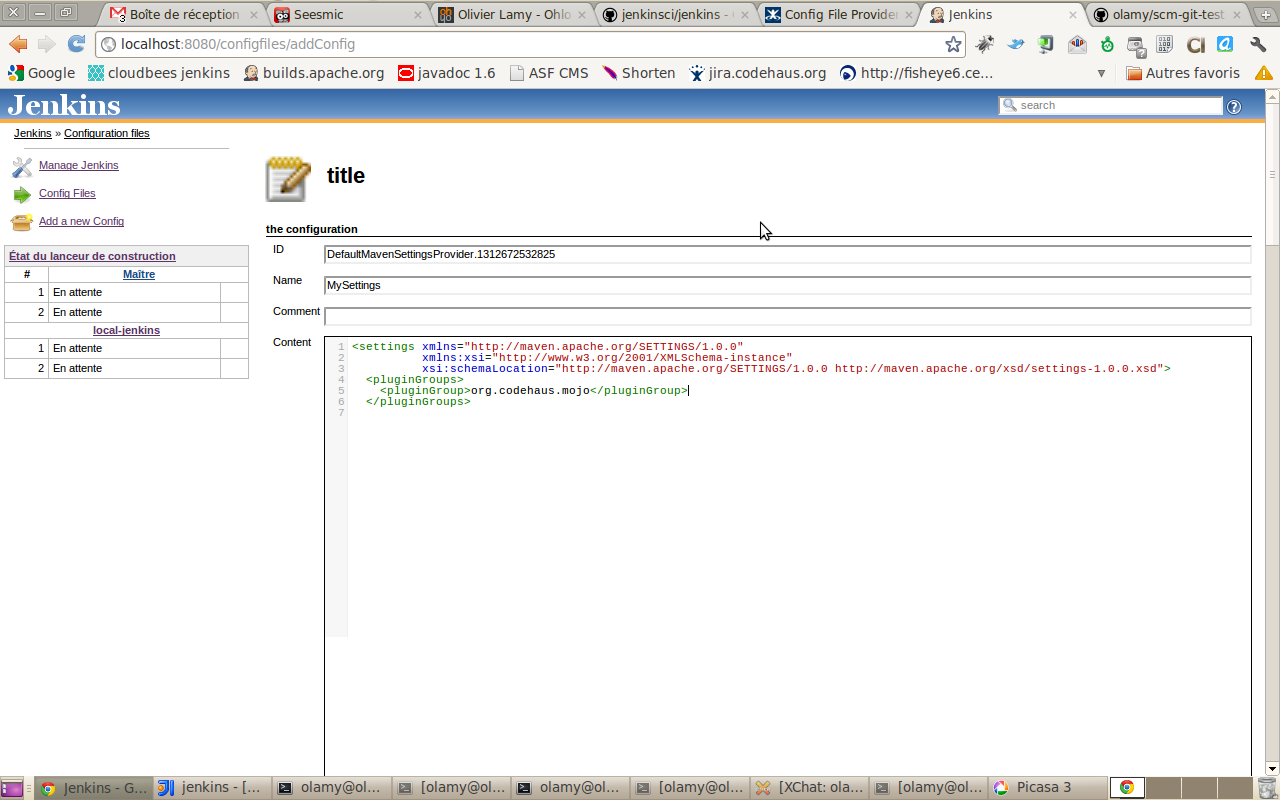 Boîte de réception
3
Seesmic
Olivier Lamy - Ohlo
jenkinsci/jenkins -
Config File Provider
Jenkins
olamy/scm-git-test
localhost:8080/configfiles/addConfig
CI
Google
cloudbees jenkins
builds.apache.org
javadoc 1.6
ASF CMS
Shorten
jira.codehaus.org
http://fisheye6.ce...
Autres favoris
Jenkins
search
?
Jenkins » Configuration files
Manage Jenkins
Config Files
Add a new Config
État du lanceur de construction
# Maître
1 En attente
2 En attente
local-jenkins
1 En attente
2 En attente
title
the configuration
ID DefaultMavenSettingsProvider.1312672532825
Name MySettings
Comment
Content
1 <settings xmlns="http://maven.apache.org/SETTINGS/1.0.0"
2 xmlns:xsi="http://www.w3.org/2001/XMLSchema-instance"
3 xsi:schemaLocation="http://maven.apache.org/SETTINGS/1.0.0 http://maven.apache.org/xsd/settings-1.0.0.xsd">
4 <pluginGroups>
5 <pluginGroup>org.codehaus.mojo</pluginGroup>
6 </pluginGroups>
7
Jenkins - G...
jenkins - [...
olamy@ol...
[olamy@ol...
olamy@ol...
[olamy@ol...
[XChat: ola...
[olamy@ol...
Picasa 3